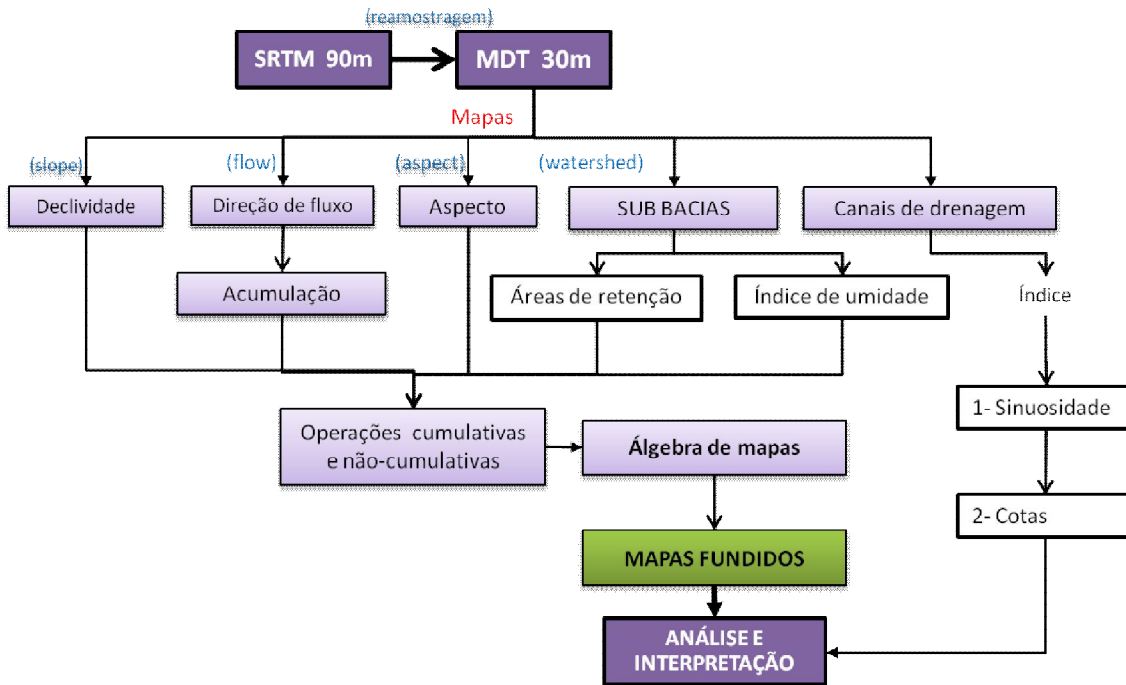 (reamostragem)
SRTM 90m
MDT 30m
Mapas
(slope)
(flow)
(aspect)
(watershed)
Declividade
Direção de fluxo
Aspecto
SUB BACIAS
Canais de drenagem
Acumulação
Áreas de retenção
Índice de umidade
Índice
1- Sinuosidade
Operações cumulativas
e não-cumulativas
Álgebra de mapas
2- Cotas
MAPAS FUNDIDOS
ANÁLISE E
INTERPRETAÇÃO